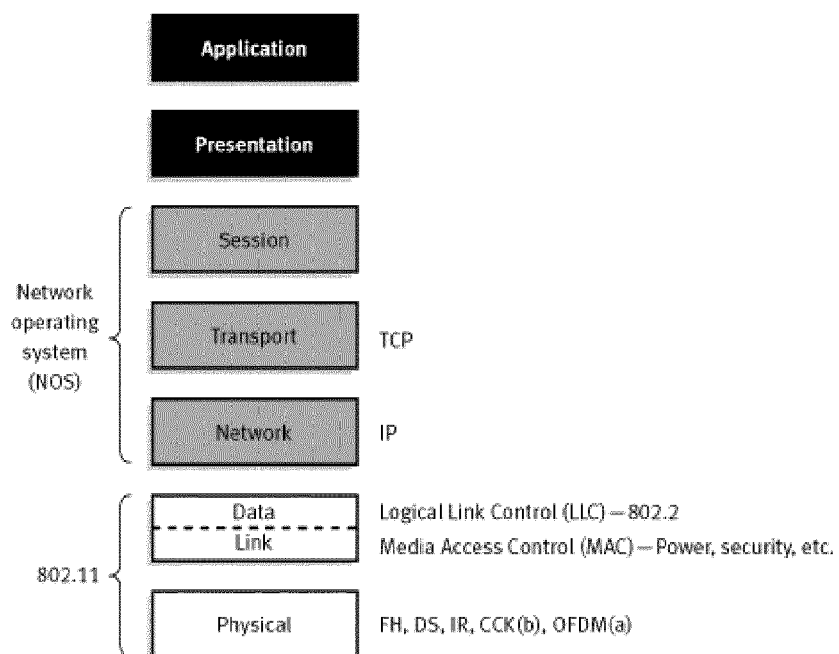 Application
Presentation
Session
Network
operating
system
(NOS)
Transport
TCP
Network
IP
802.11
Data
Logical Link Control (LLC) — 802.2
Link
Media Access Control (MAC) — Power, security, etc.
Physical
FH, DS, IR, CCK(b), OFDM(a)